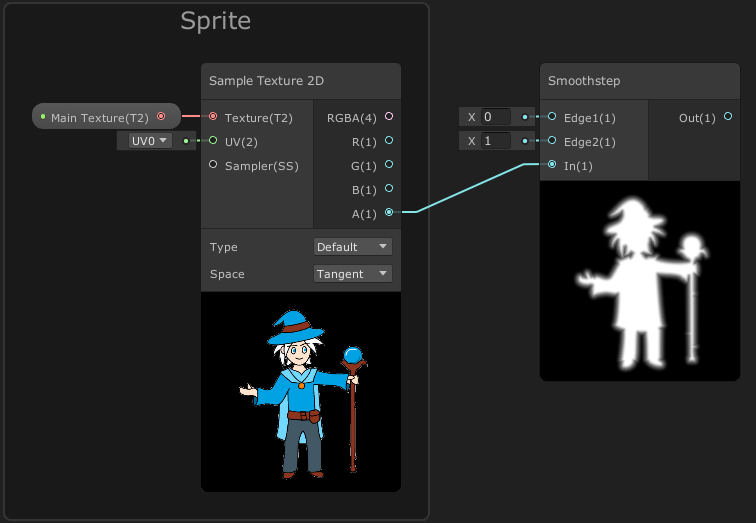 Sprite
Sample Texture 2D
Smoothstep
Main Texture(T2)
Texture(T2)
RGBA(4)
X 0
Edge1(1)
Out(1)
UV0
UV(2)
R(1)
X 1
Edge2(1)
Sampler(SS)
G(1)
In(1)
B(1)
A(1)
Type
Default
Space
Tangent